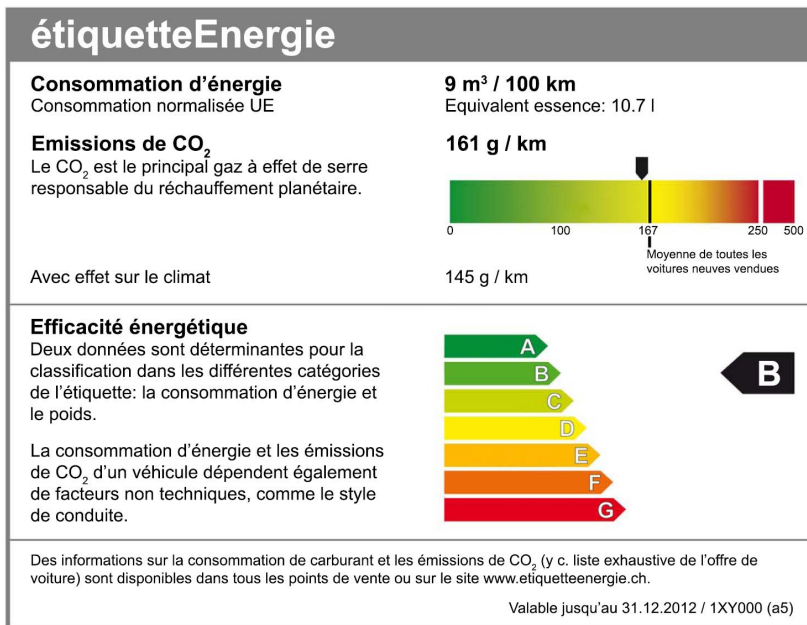 étiquetteEnergie
Consommation d'énergie
9 m³ / 100 km
Consommation normalisée UE
Equivalent essence: 10.7 l
Emissions de CO₂
161 g / km
Le CO₂ est le principal gaz à effet de serre
responsable du réchauffement planétaire.
0 100 167 250 500
Moyenne de toutes les
voitures neuves vendues
Avec effet sur le climat
145 g / km
Efficacité énergétique
Deux données sont déterminantes pour la
classification dans les différentes catégories
de l'étiquette: la consommation d'énergie et
le poids.
La consommation d'énergie et les émissions
de CO₂ d'un véhicule dépendent également
de facteurs non techniques, comme le style
de conduite.
A
B
C
D
E
F
G
B
Des informations sur la consommation de carburant et les émissions de CO₂ (y c. liste exhaustive de l'offre de
voiture) sont disponibles dans tous les points de vente ou sur le site www.etiquetteenergie.ch.
Valable jusqu'au 31.12.2012 / 1XY000 (a5)